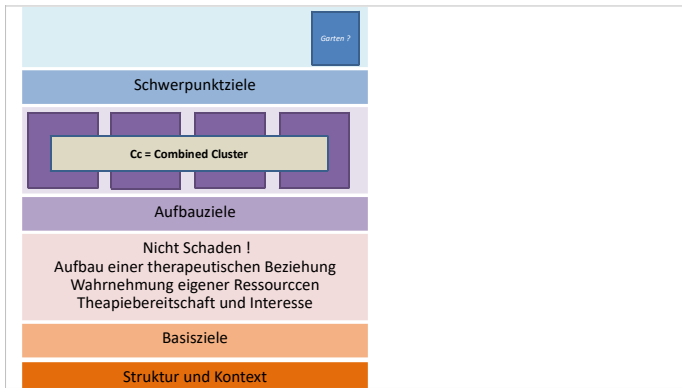 Garten ?
Schwerpunktziele
Cc = Combined Cluster
Aufbauziele
Nicht Schaden !
Aufbau einer therapeutischen Beziehung
Wahrnehmung eigener Ressourccen
Theapiebereitschaft und Interesse
Basisziele
Struktur und Kontext